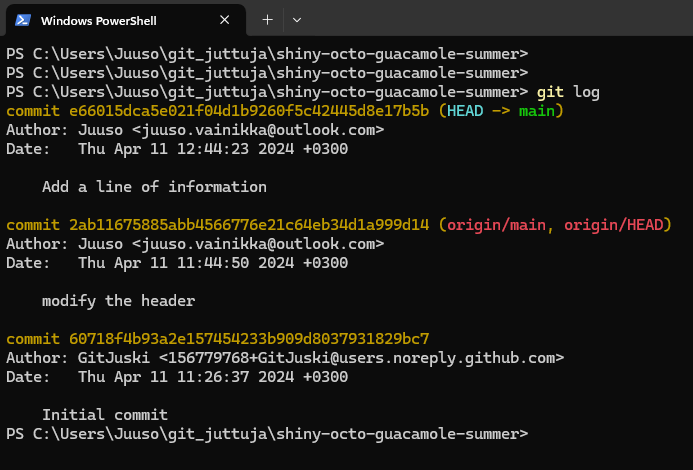 Windows PowerShell
PS C:\Users\Juuso\git_juttuja\shiny-octo-guacamole-summer>
PS C:\Users\Juuso\git_juttuja\shiny-octo-guacamole-summer>
PS C:\Users\Juuso\git_juttuja\shiny-octo-guacamole-summer> git log
commit e66015dca5e021f04d1b9260f5c42445d8e17b5b (HEAD -> main)
Author: Juuso <juuso.vainikka@outlook.com>
Date:   Thu Apr 11 12:44:23 2024 +0300
    Add a line of information
commit 2ab11675885abb4566776e21c64eb34d1a999d14 (origin/main, origin/HEAD)
Author: Juuso <juuso.vainikka@outlook.com>
Date:   Thu Apr 11 11:44:50 2024 +0300
    modify the header
commit 60718f4b93a2e157454233b909d8037931829bc7
Author: GitJuski <156779768+GitJuski@users.noreply.github.com>
Date:   Thu Apr 11 11:26:37 2024 +0300
    Initial commit
PS C:\Users\Juuso\git_juttuja\shiny-octo-guacamole-summer>